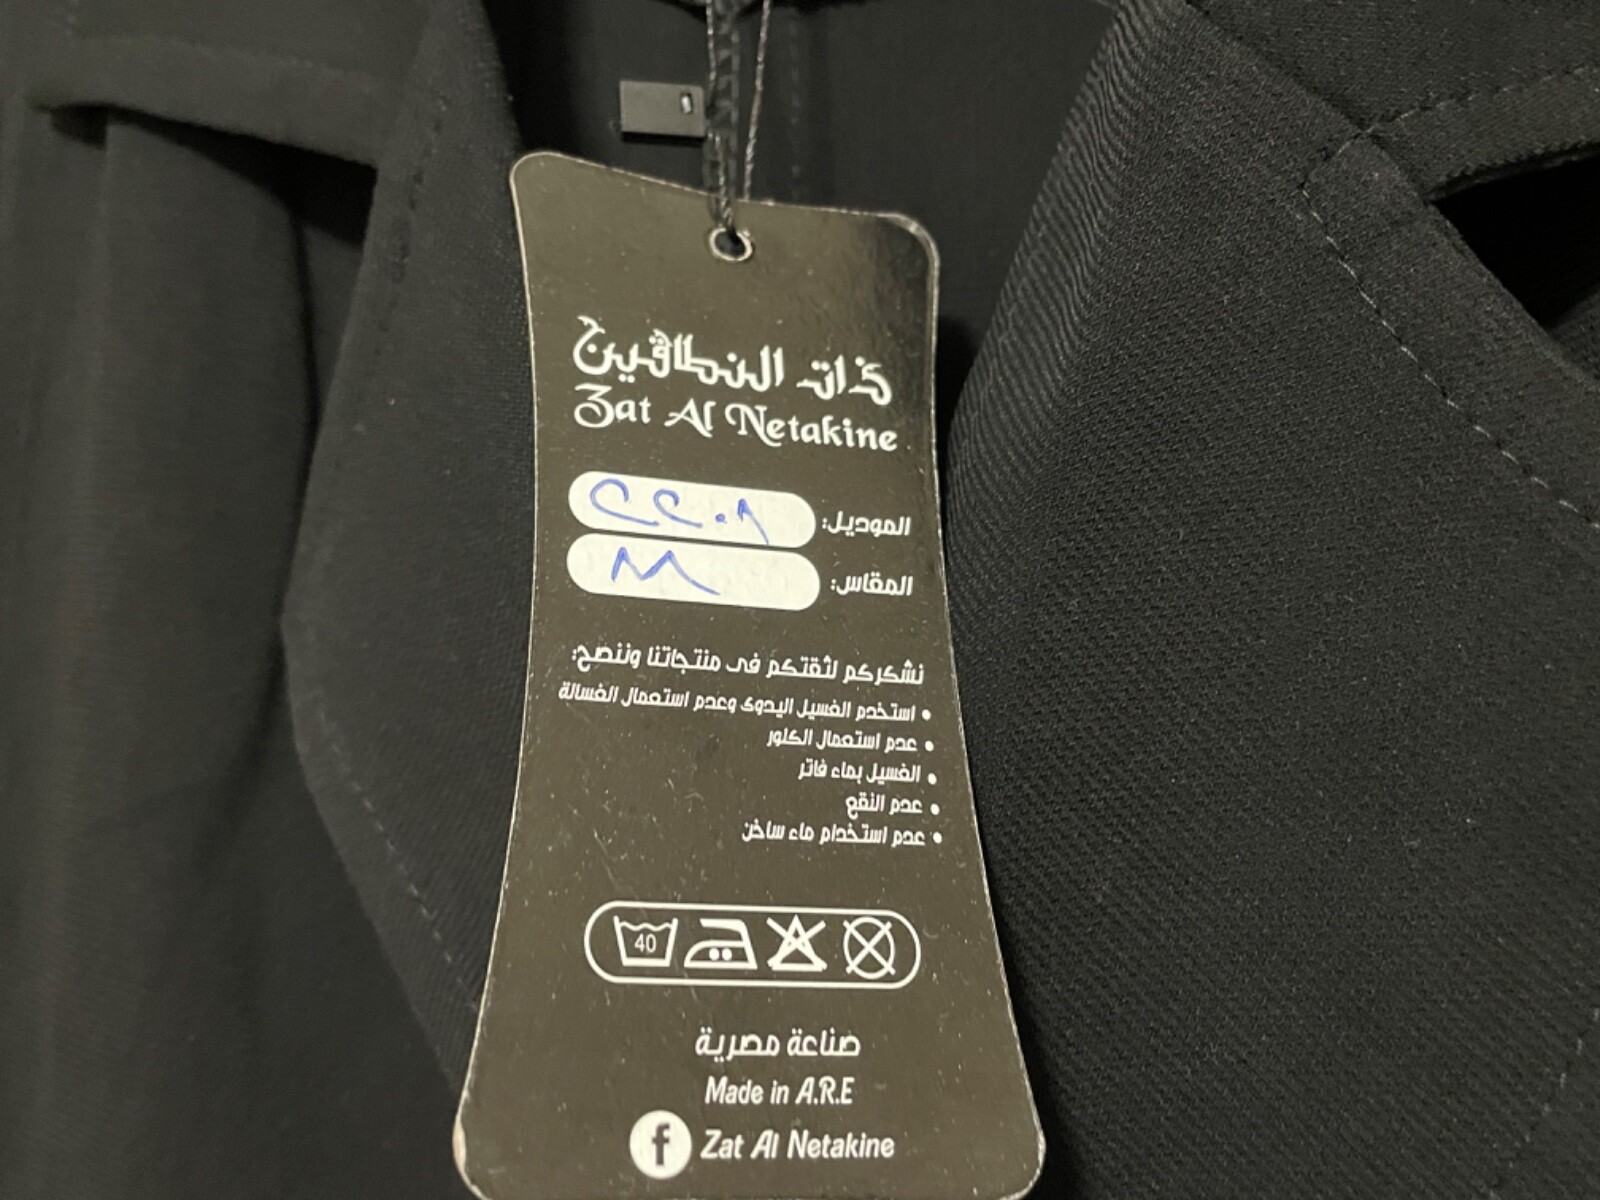 ذات النطاقين
Zat Al Netakine
الموديل: ٢٢٠٩
المقاس: M
نشكركم لثقتكم فى منتجاتنا وننصح:
• استخدم الغسيل اليدوى وعدم استعمال الغسالة
• عدم استعمال الكلور
• الغسيل بماء فاتر
• عدم النقع
• عدم استخدام ماء ساخن
40
صناعة مصرية
Made in A.R.E
f Zat Al Netakine